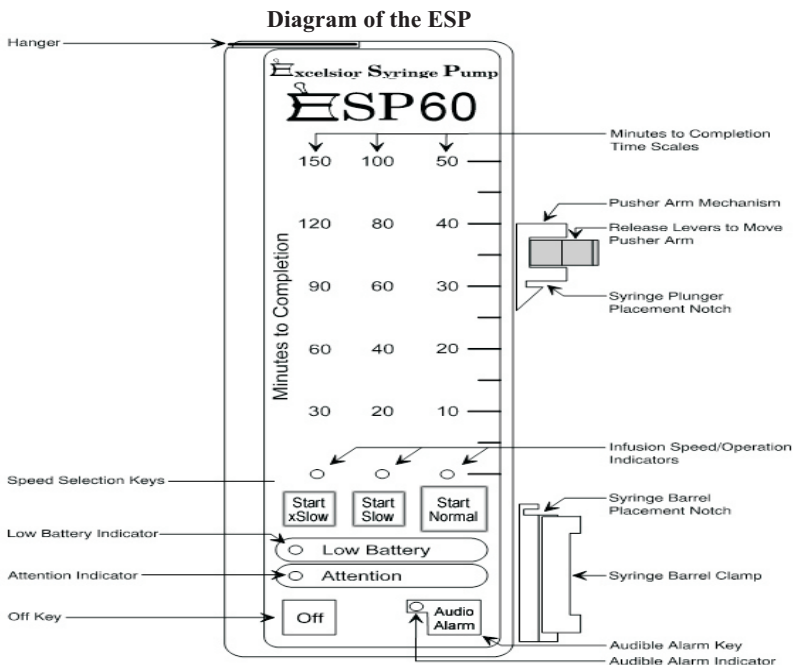 Diagram of the ESP
Hanger
Excelsior Syringe Pump
ESP60
Minutes to Completion
Time Scales
150 100 50
Pusher Arm Mechanism
120 80 40
Release Levers to Move
Pusher Arm
Minutes to Completion
90 60 30
Syringe Plunger
Placement Notch
60 40 20
30 20 10
Infusion Speed/Operation
Indicators
Speed Selection Keys
Start
xSlow
Start
Slow
Start
Normal
Syringe Barrel
Placement Notch
Low Battery Indicator
Low Battery
Attention Indicator
Attention
Syringe Barrel Clamp
Off Key
Off
Audio
Alarm
Audible Alarm Key
Audible Alarm Indicator